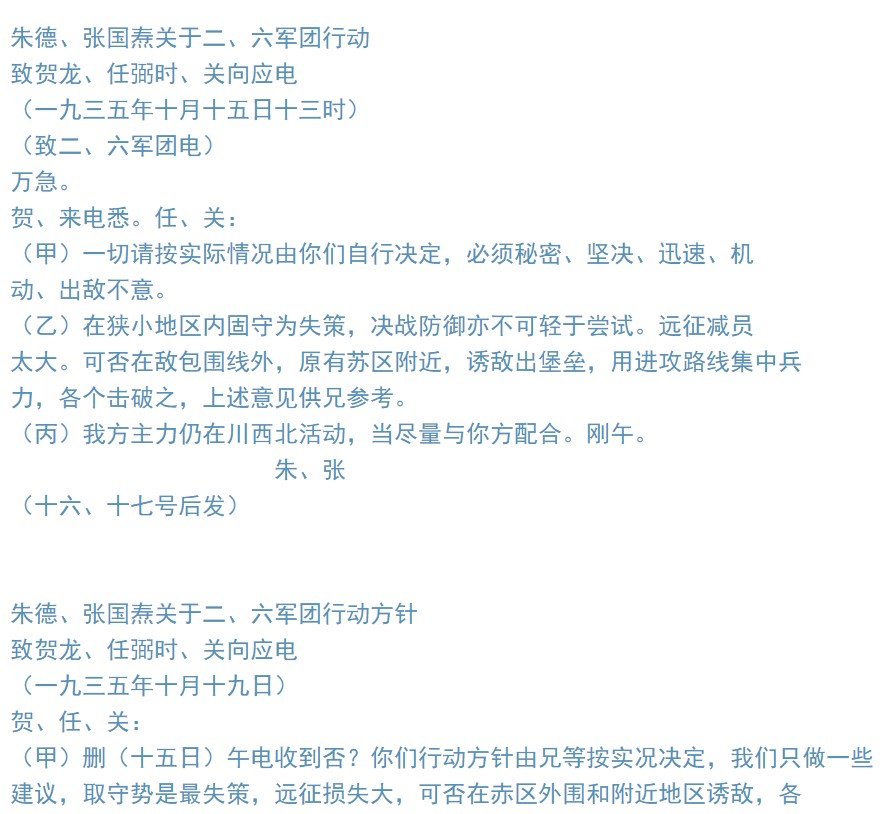 朱德、张国焘关于二、六军团行动
致贺龙、任弼时、关向应电
（一九三五年十月十五日十三时）
（致二、六军团电）
万急。
贺、来电悉。任、关：
（甲）一切请按实际情况由你们自行决定，必须秘密、坚决、迅速、机
动、出敌不意。
（乙）在狭小地区内固守为失策，决战防御亦不可轻于尝试。远征减员
太大。可否在敌包围线外，原有苏区附近，诱敌出堡垒，用进攻路线集中兵
力，各个击破之，上述意见供兄参考。
（丙）我方主力仍在川西北活动，当尽量与你方配合。刚午。
朱、张
（十六、十七号后发）
朱德、张国焘关于二、六军团行动方针
致贺龙、任弼时、关向应电
（一九三五年十月十九日）
贺、任、关：
（甲）删（十五日）午电收到否？你们行动方针由兄等按实况决定，我们只做一些
建议，取守势是最失策，远征损失大，可否在赤区外围和附近地区诱敌，各